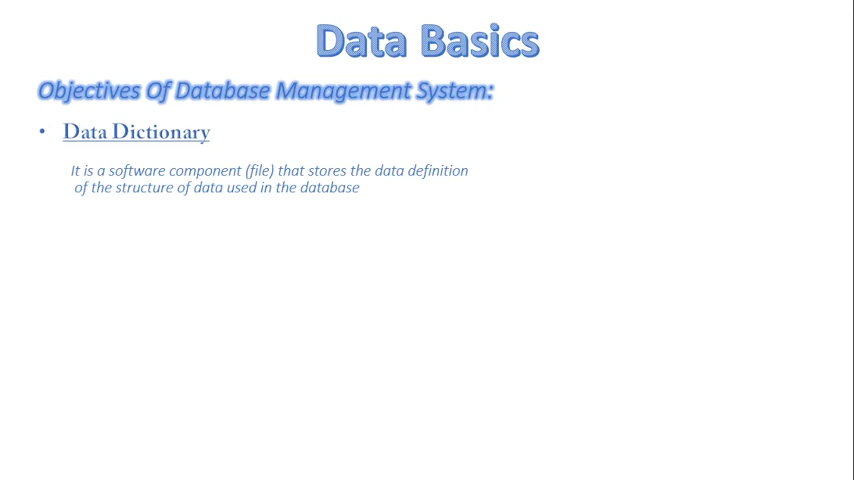 Data Basics
Objectives Of Database Management System:
• Data Dictionary
It is a software component (file) that stores the data definition
of the structure of data used in the database